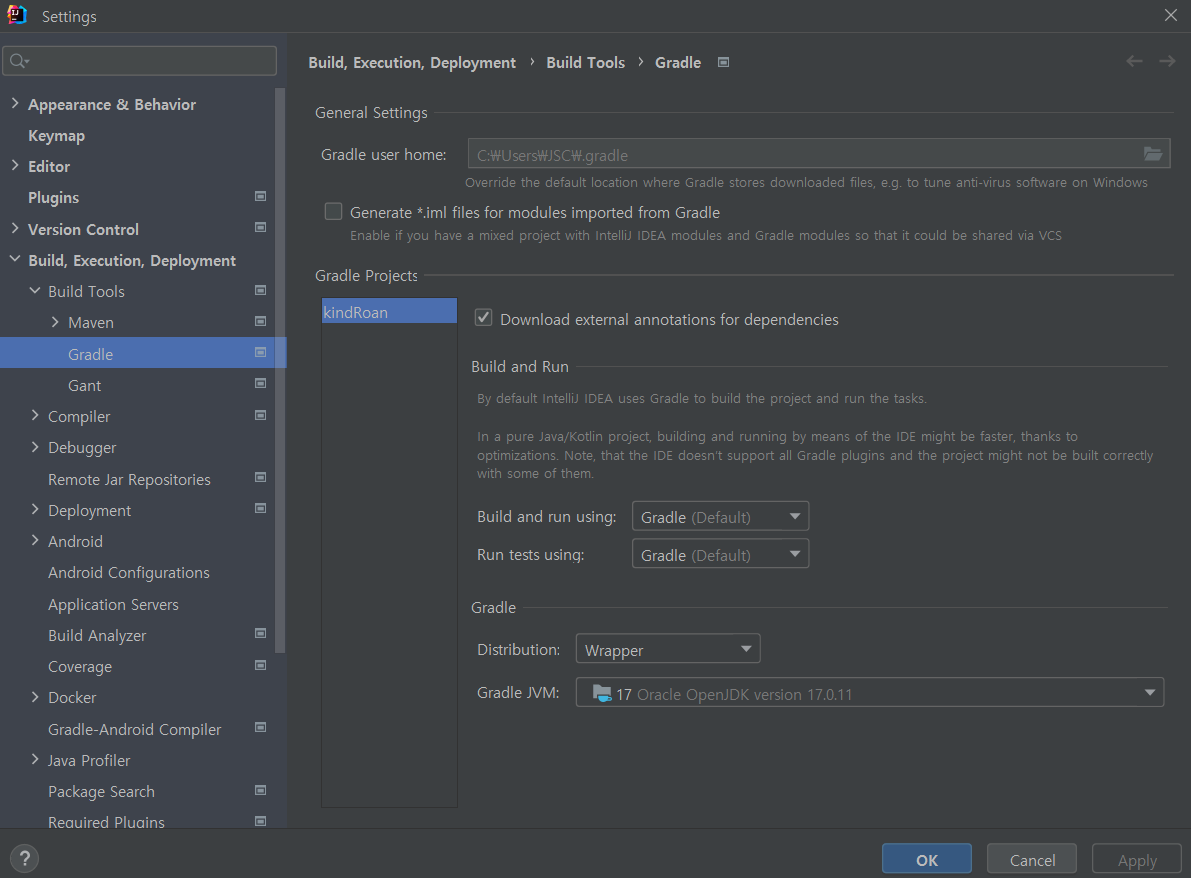 Settings
Build, Execution, Deployment › Build Tools › Gradle
Appearance & Behavior
Keymap
Editor
Plugins
Version Control
Build, Execution, Deployment
Build Tools
Maven
Gradle
Gant
Compiler
Debugger
Remote Jar Repositories
Deployment
Android
Android Configurations
Application Servers
Build Analyzer
Coverage
Docker
Gradle-Android Compiler
Java Profiler
Package Search
Required Plugins
General Settings
Gradle user home: C:₩Users₩JSC₩.gradle
Override the default location where Gradle stores downloaded files, e.g. to tune anti-virus software on Windows
Generate *.iml files for modules imported from Gradle
Enable if you have a mixed project with IntelliJ IDEA modules and Gradle modules so that it could be shared via VCS
Gradle Projects
kindRoan
Download external annotations for dependencies
Build and Run
By default IntelliJ IDEA uses Gradle to build the project and run the tasks.
In a pure Java/Kotlin project, building and running by means of the IDE might be faster, thanks to
optimizations. Note, that the IDE doesn't support all Gradle plugins and the project might not be built correctly
with some of them.
Build and run using: Gradle (Default)
Run tests using: Gradle (Default)
Gradle
Distribution: Wrapper
Gradle JVM: 17 Oracle OpenJDK version 17.0.11
?
OK
Cancel
Apply